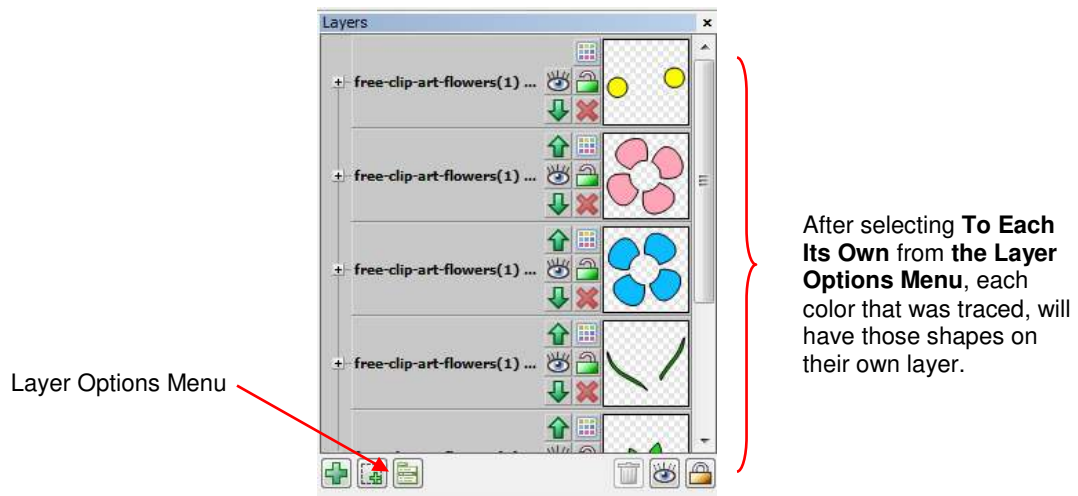 Layers
free-clip-art-flowers(1) ...
free-clip-art-flowers(1) ...
free-clip-art-flowers(1) ...
free-clip-art-flowers(1) ...
After selecting To Each
Its Own from the Layer
Options Menu, each
color that was traced, will
have those shapes on
their own layer.
Layer Options Menu